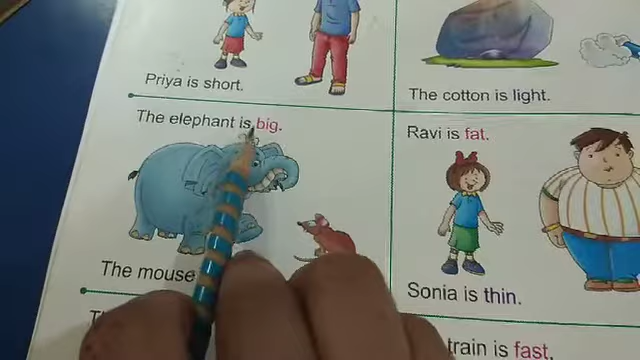 Priya is short.
The cotton is light.
The elephant is big.
Ravi is fat.
The mouse
Sonia is thin.
train is fast.